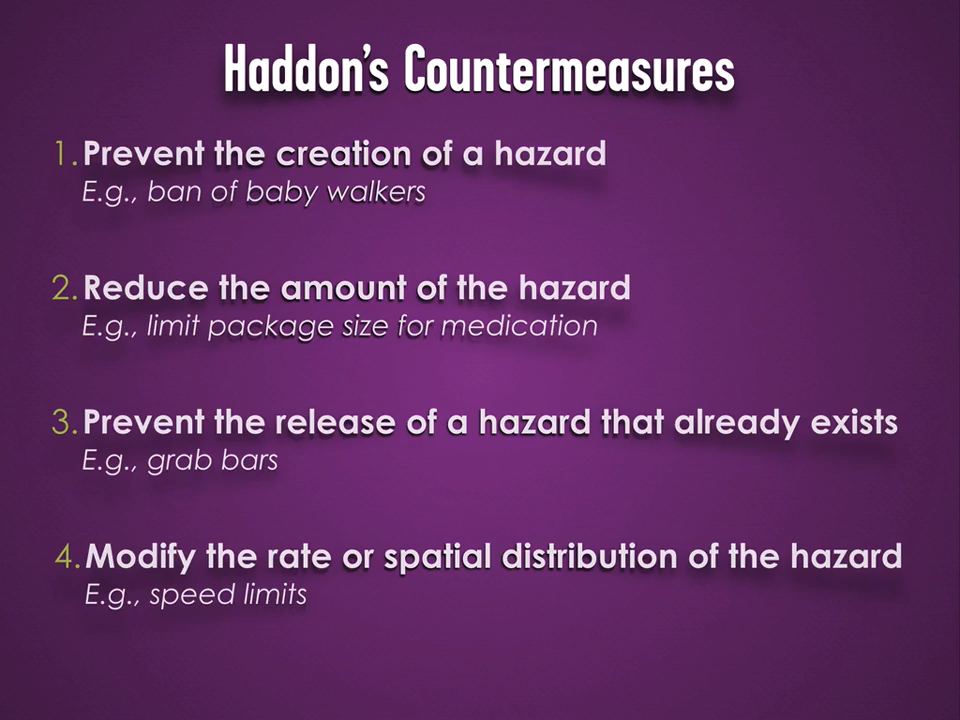 Haddon's Countermeasures
1. Prevent the creation of a hazard
E.g., ban of baby walkers
2. Reduce the amount of the hazard
E.g., limit package size for medication
3. Prevent the release of a hazard that already exists
E.g., grab bars
4. Modify the rate or spatial distribution of the hazard
E.g., speed limits